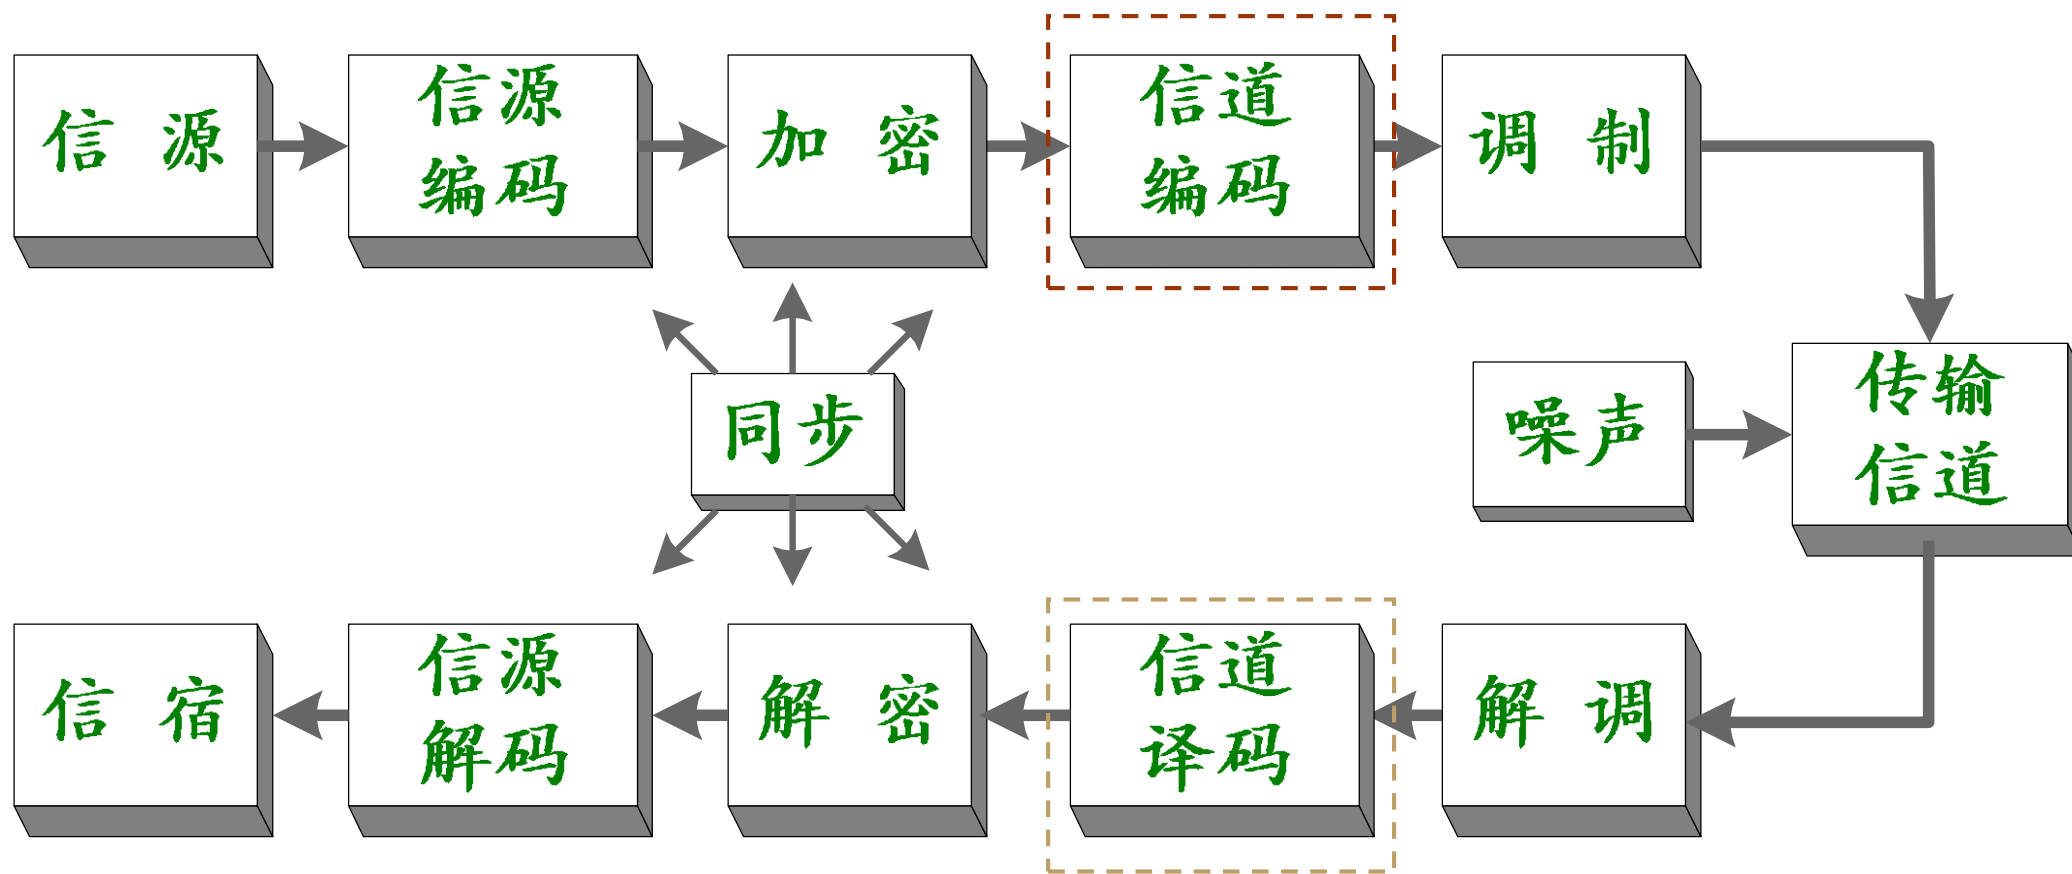 信 源
信源
编码
加 密
信道
编码
调 制
同步
噪声
传输
信道
信 宿
信源
解码
解 密
信道
译码
解 调